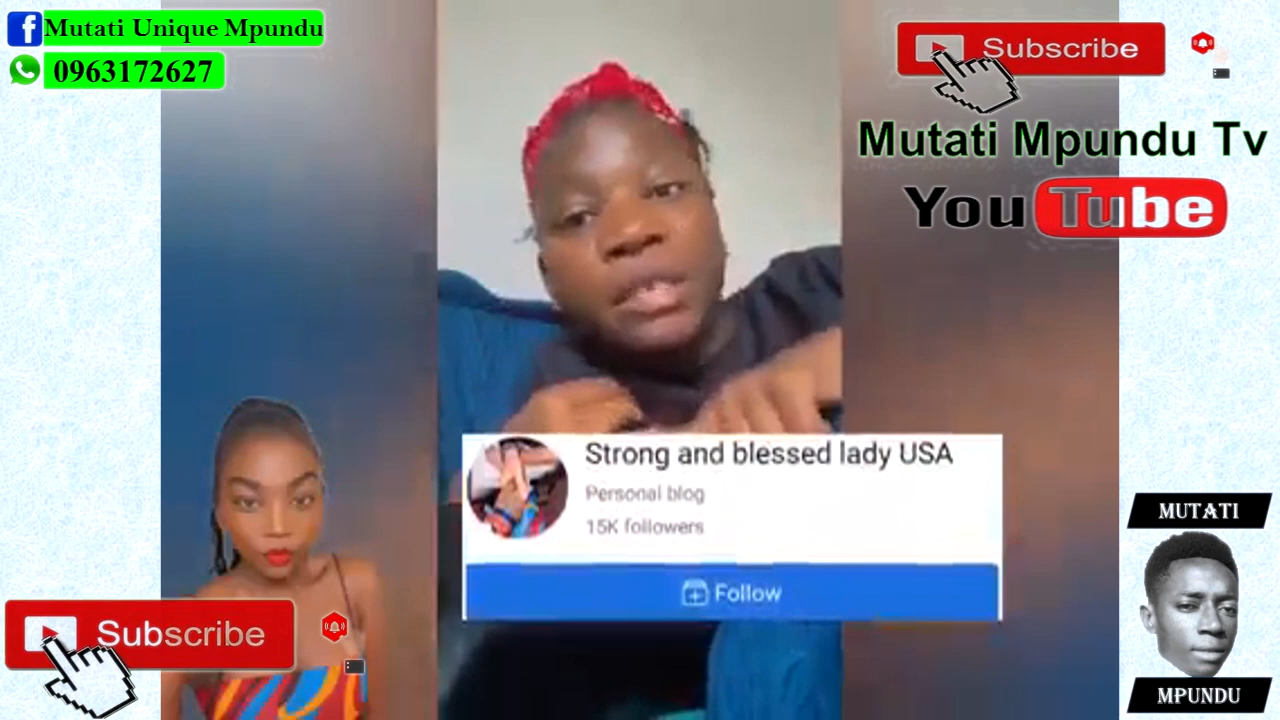 Mutati Unique Mpundu
0963172627
Subscribe
Mutati Mpundu Tv
YouTube
Strong and blessed lady USA
Personal blog
15K followers
Follow
Subscribe
MUTATI
MPUNDU